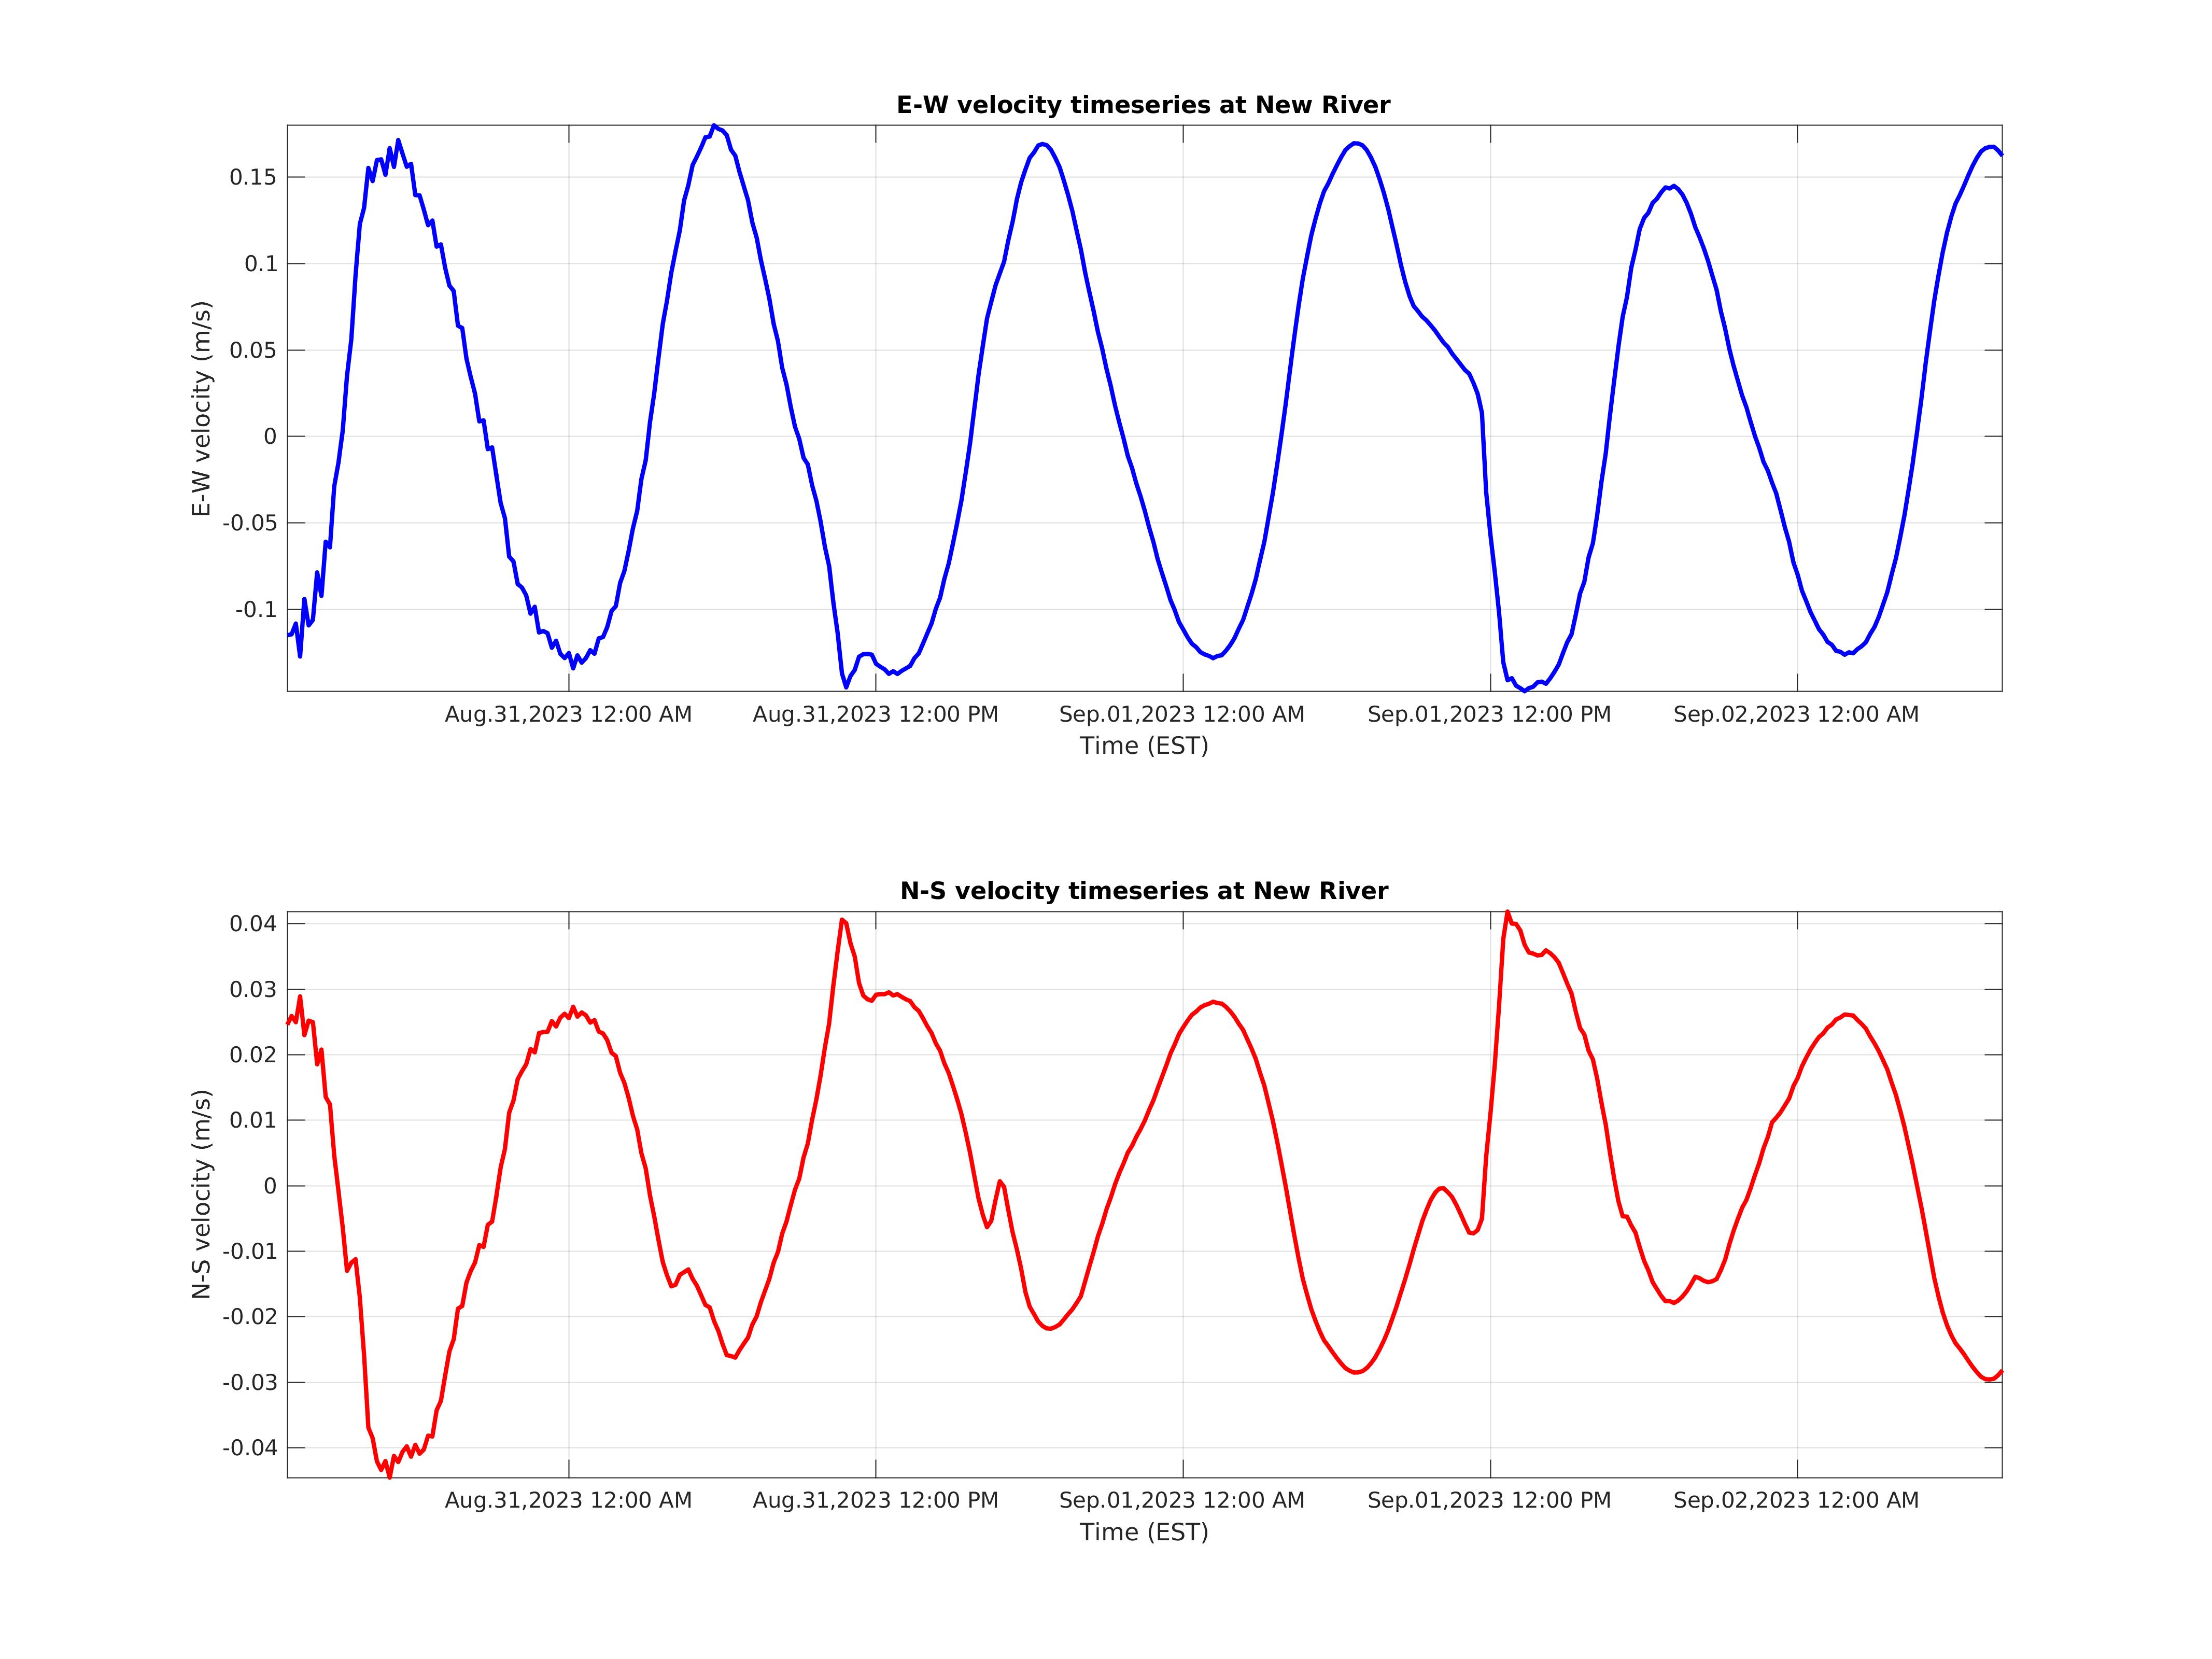 E-W velocity timeseries at New River
E-W velocity (m/s)
0.15
0.1
0.05
0
-0.05
-0.1
Aug.31,2023 12:00 AM
Aug.31,2023 12:00 PM
Sep.01,2023 12:00 AM
Sep.01,2023 12:00 PM
Sep.02,2023 12:00 AM
Time (EST)
N-S velocity timeseries at New River
N-S velocity (m/s)
0.04
0.03
0.02
0.01
0
-0.01
-0.02
-0.03
-0.04
Aug.31,2023 12:00 AM
Aug.31,2023 12:00 PM
Sep.01,2023 12:00 AM
Sep.01,2023 12:00 PM
Sep.02,2023 12:00 AM
Time (EST)